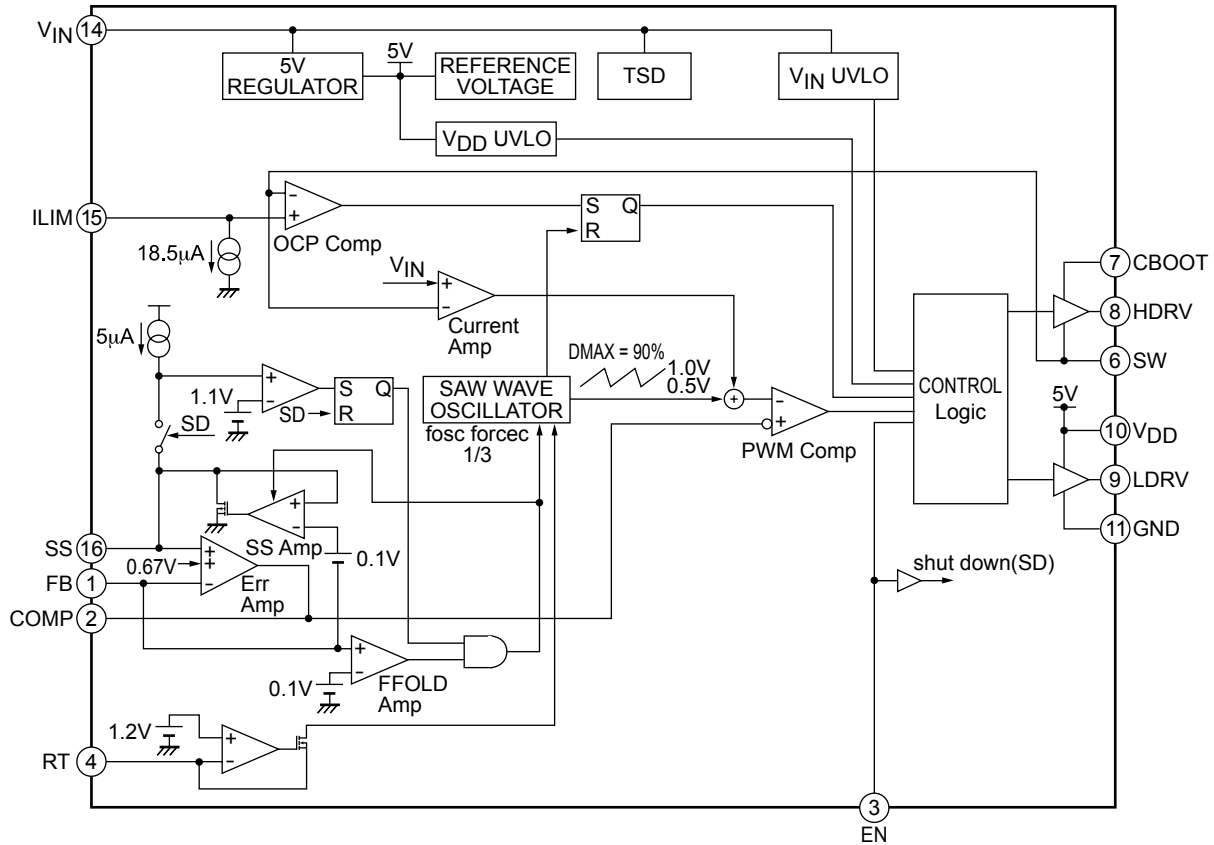 VIN 14
5V
REGULATOR
5V
REFERENCE
VOLTAGE
TSD
VIN UVLO
VDD UVLO
ILIM 15
-
+
OCP Comp
S Q
R
18.5µA
VIN
+
-
Current
Amp
5µA
1.1V
+
-
S Q
R
SD
SD
SAW WAVE
OSCILLATOR
fosc forcec
1/3
DMAX = 90%
1.0V
0.5V
+
-
+
PWM Comp
CONTROL
Logic
7 CBOOT
8 HDRV
6 SW
5V
10 VDD
9 LDRV
11 GND
+
-
SS Amp
0.1V
SS 16
0.67V
FB 1
COMP 2
+
+
-
Err
Amp
shut down(SD)
+
-
0.1V
FFOLD
Amp
1.2V
+
-
RT 4
3
EN